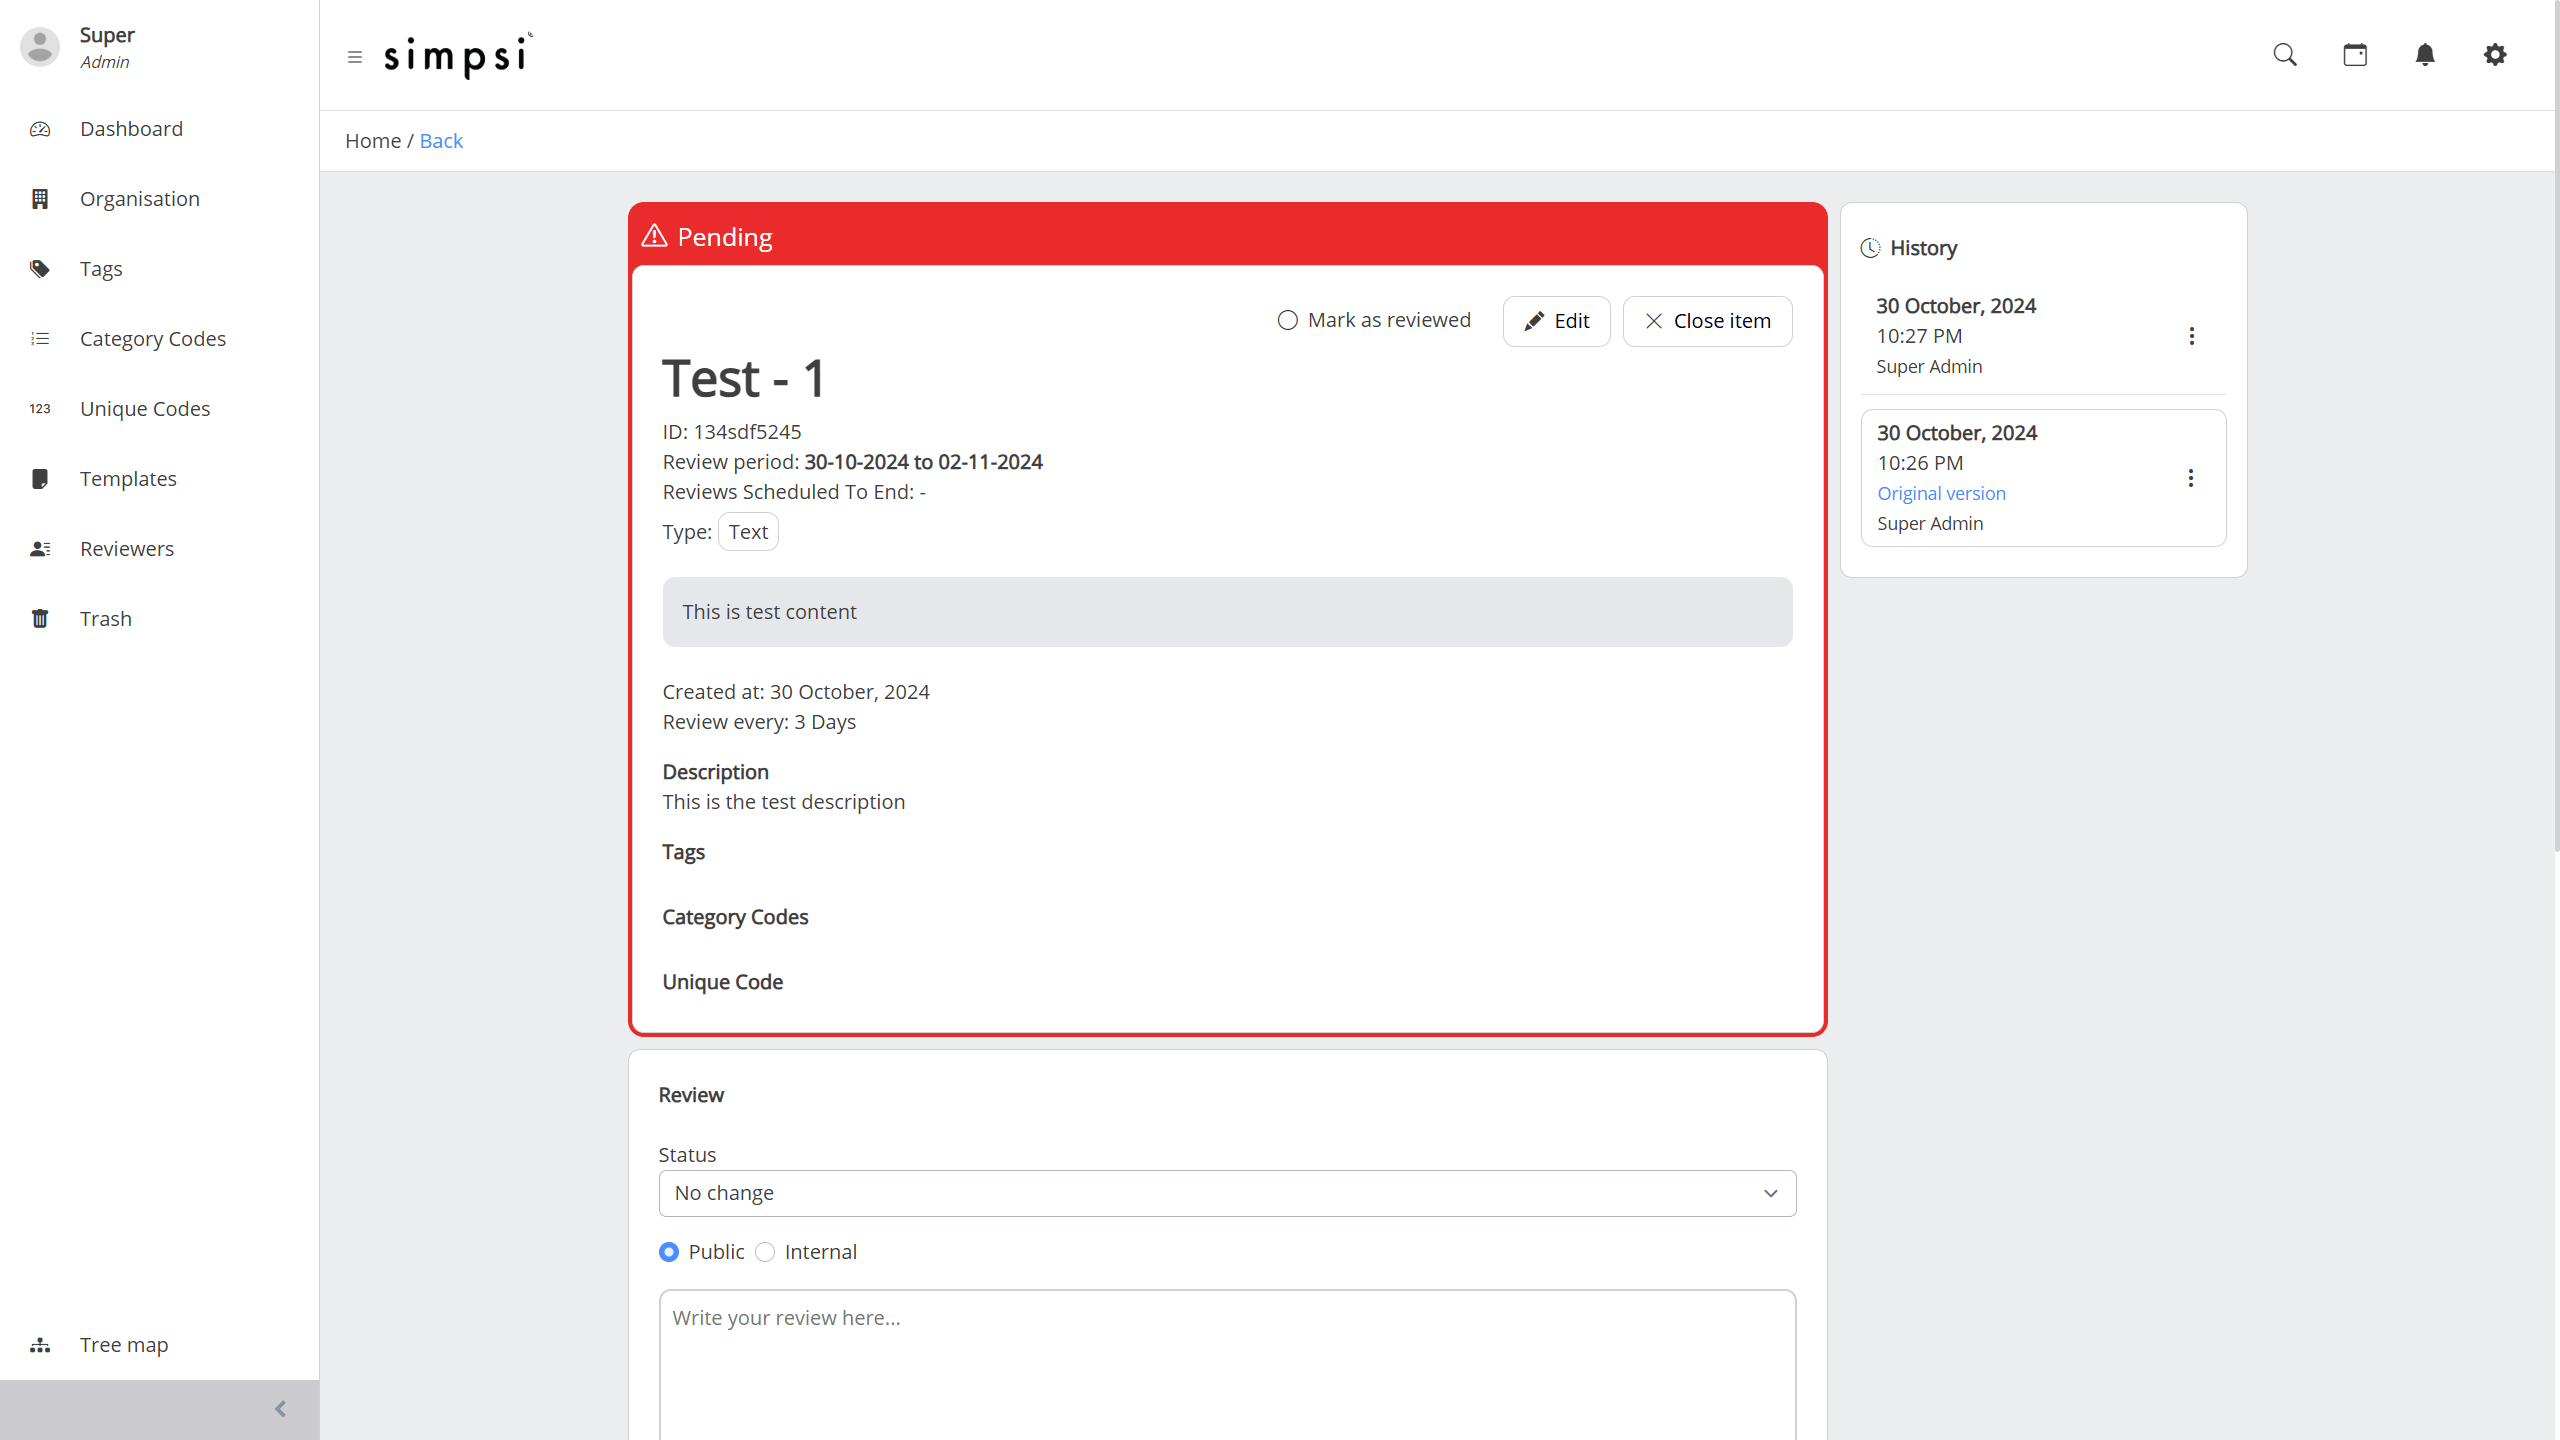 Super
Admin
Dashboard
Organisation
Tags
Category Codes
123 Unique Codes
Templates
Reviewers
Trash
Tree map
simpsi
Home / Back
Pending
Mark as reviewed
Edit
Close item
Test - 1
ID: 134sdf5245
Review period: 30-10-2024 to 02-11-2024
Reviews Scheduled To End: -
Type: Text
This is test content
Created at: 30 October, 2024
Review every: 3 Days
Description
This is the test description
Tags
Category Codes
Unique Code
Review
Status
No change
Public Internal
Write your review here...
History
30 October, 2024
10:27 PM
Super Admin
30 October, 2024
10:26 PM
Original version
Super Admin